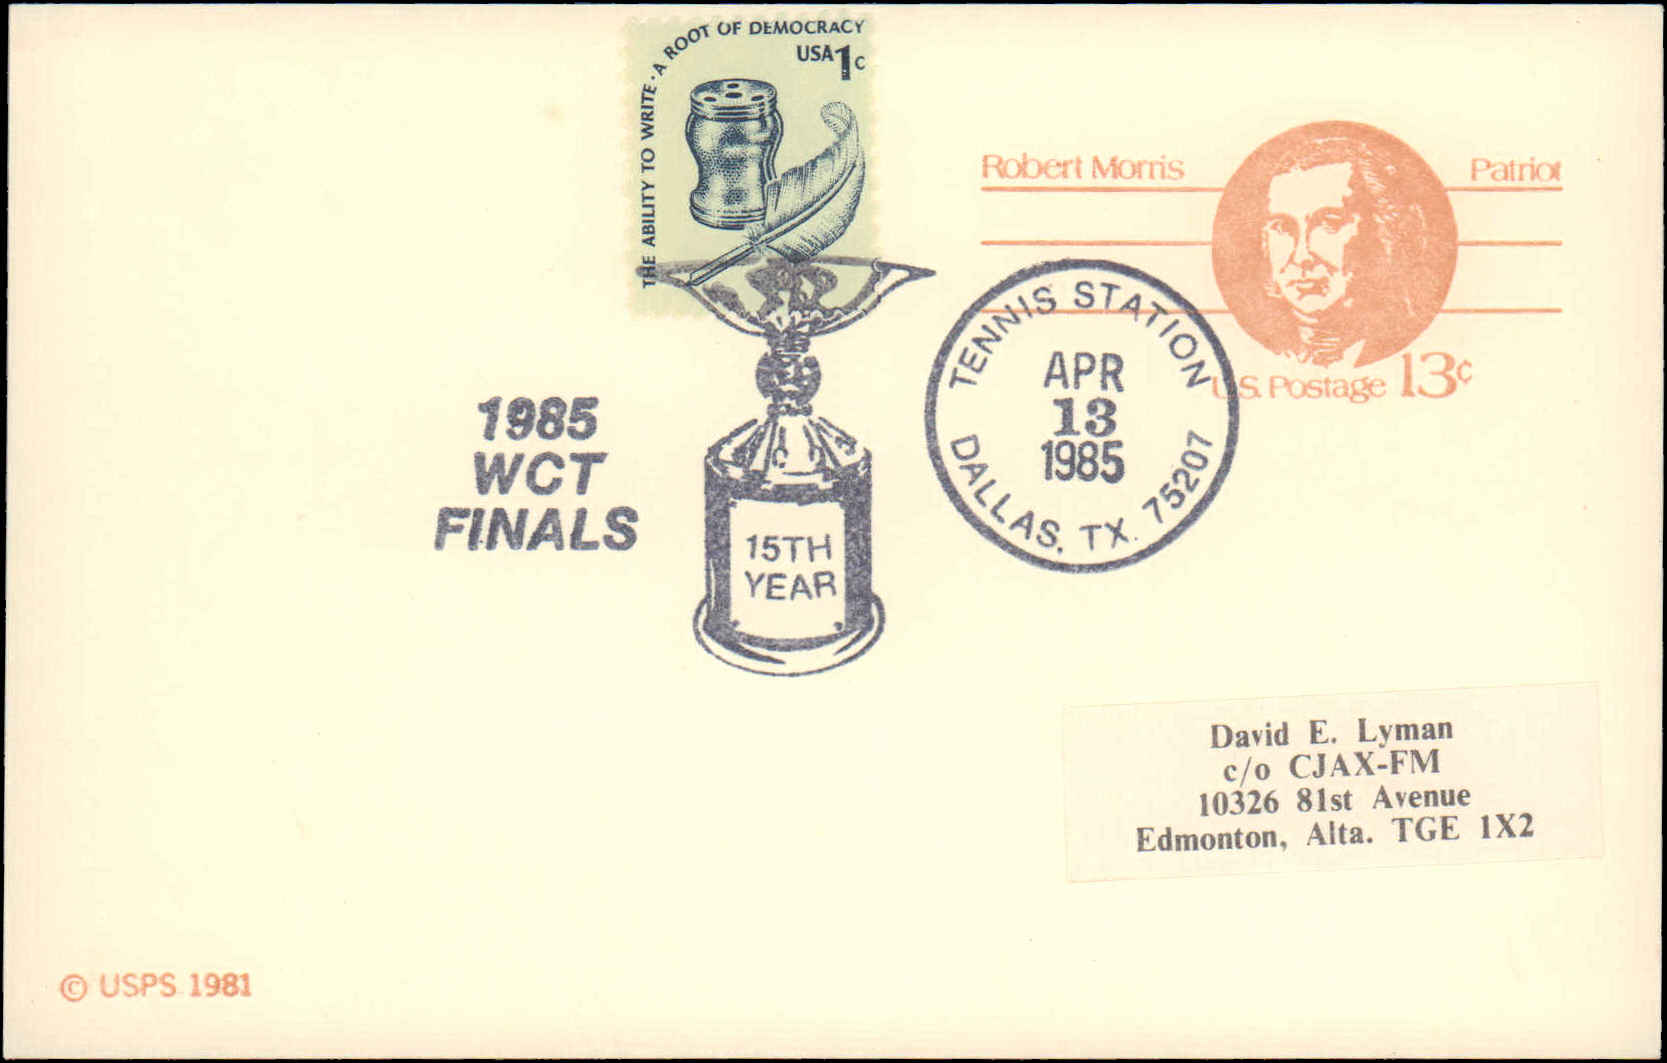 THE ABILITY TO WRITE · A ROOT OF DEMOCRACY
USA 1c
Robert Morris Patriot
U.S. Postage 13¢
TENNIS STATION
APR
13
1985
DALLAS, TX. 75207
1985
WCT
FINALS
15TH
YEAR
David E. Lyman
c/o CJAX-FM
10326 81st Avenue
Edmonton, Alta. TGE 1X2
© USPS 1981